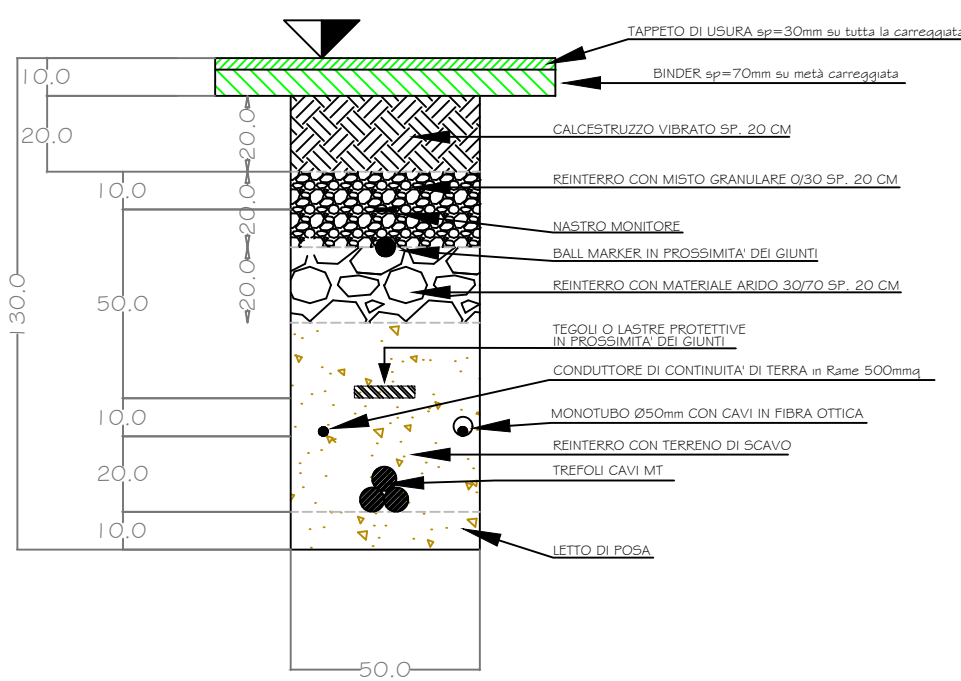 TAPPETO DI USURA sp=30mm su tutta la carreggiata
10.0
BINDER sp=70mm su metà carreggiata
20.0
20.0
CALCESTRUZZO VIBRATO SP. 20 CM
10.0
20.0
REINTERRO CON MISTO GRANULARE 0/30 SP. 20 CM
NASTRO MONITORE
BALL MARKER IN PROSSIMITA' DEI GIUNTI
130.0
50.0
20.0
REINTERRO CON MATERIALE ARIDO 30/70 SP. 20 CM
TEGOLI O LASTRE PROTETTIVE
IN PROSSIMITA' DEI GIUNTI
CONDUTTORE DI CONTINUITA' DI TERRA in Rame 500mmq
10.0
MONOTUBO Ø50mm CON CAVI IN FIBRA OTTICA
REINTERRO CON TERRENO DI SCAVO
20.0
TREFOLI CAVI MT
10.0
LETTO DI POSA
50.0